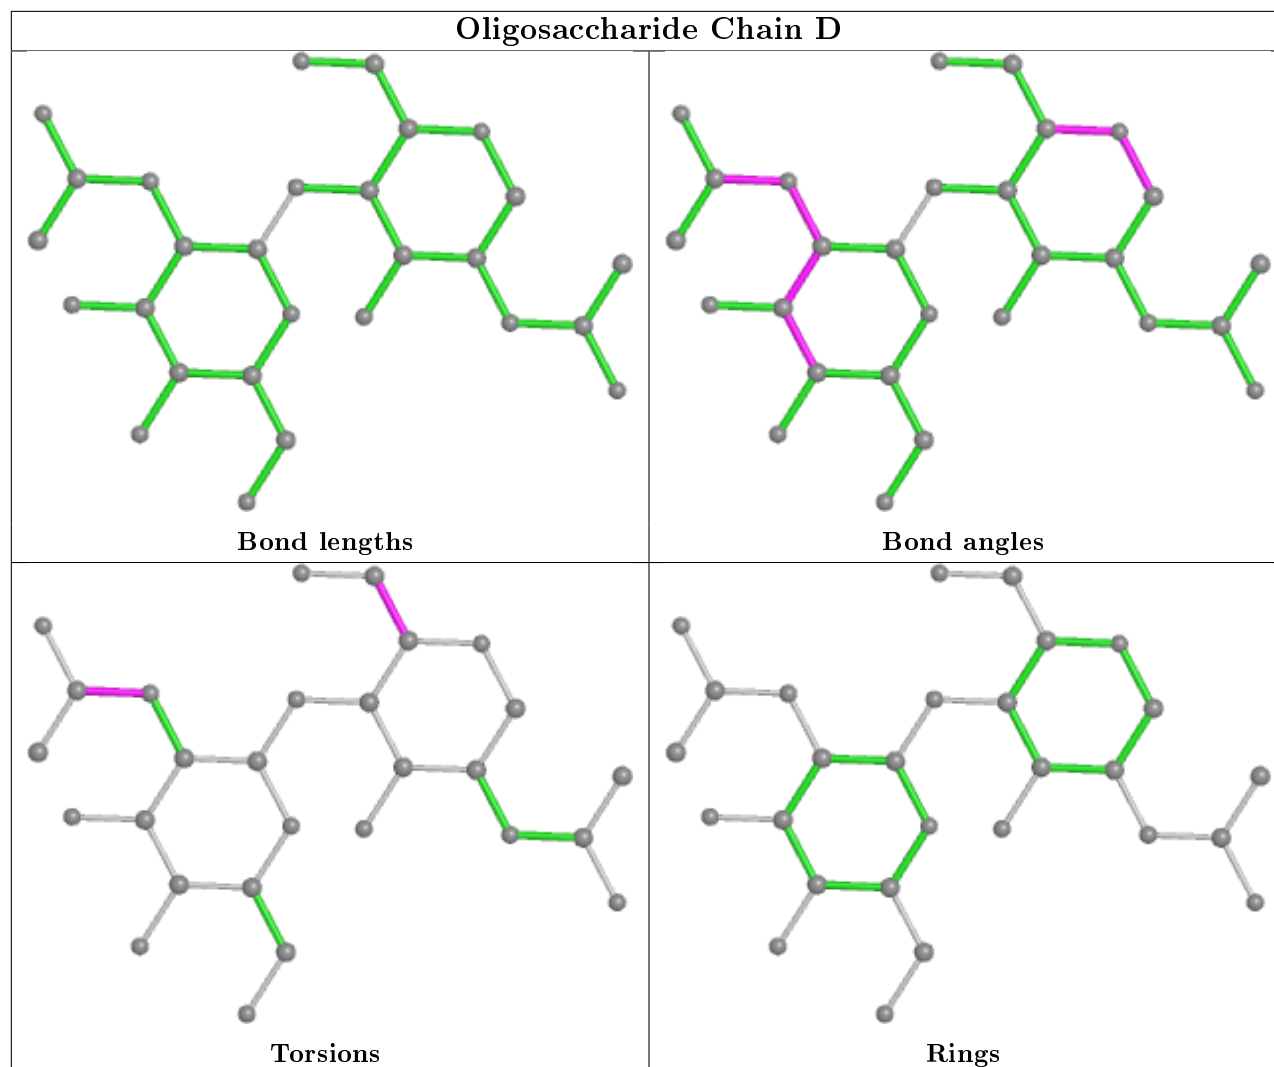 Oligosaccharide Chain D
Bond lengths
Bond angles
Torsions
Rings